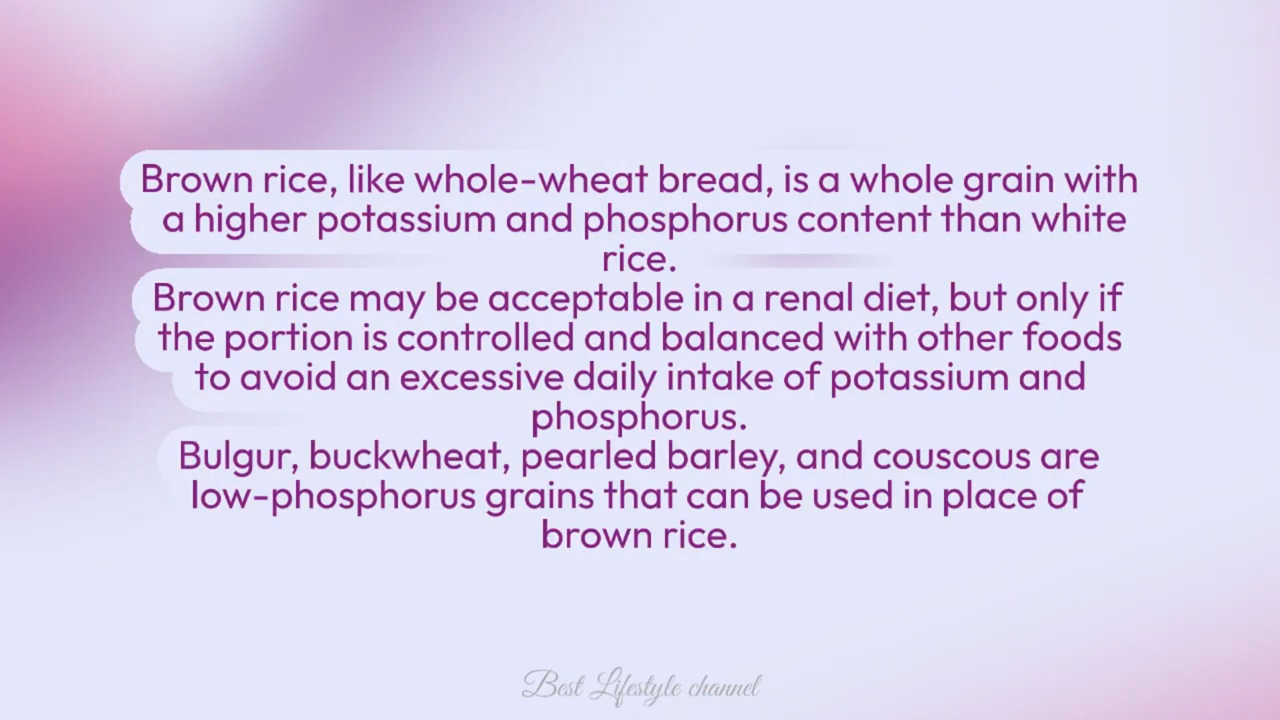 Brown rice, like whole-wheat bread, is a whole grain with
a higher potassium and phosphorus content than white
rice.
Brown rice may be acceptable in a renal diet, but only if
the portion is controlled and balanced with other foods
to avoid an excessive daily intake of potassium and
phosphorus.
Bulgur, buckwheat, pearled barley, and couscous are
low-phosphorus grains that can be used in place of
brown rice.
Best Lifestyle channel